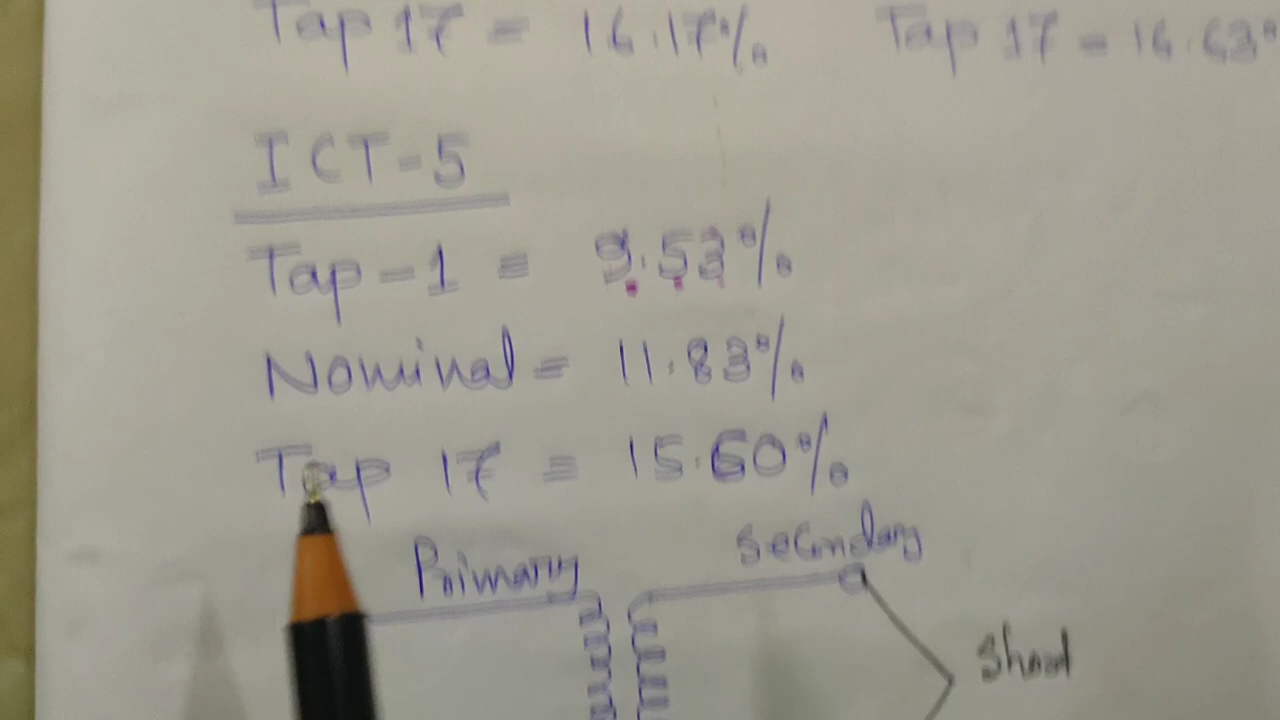 Tap 17 = 16.17% Tap 17 = 16.63%
ICT-5
Tap-1 = 9.53%
Nominal = 11.83%
Tap 17 = 15.60%
Primary secondary
Short